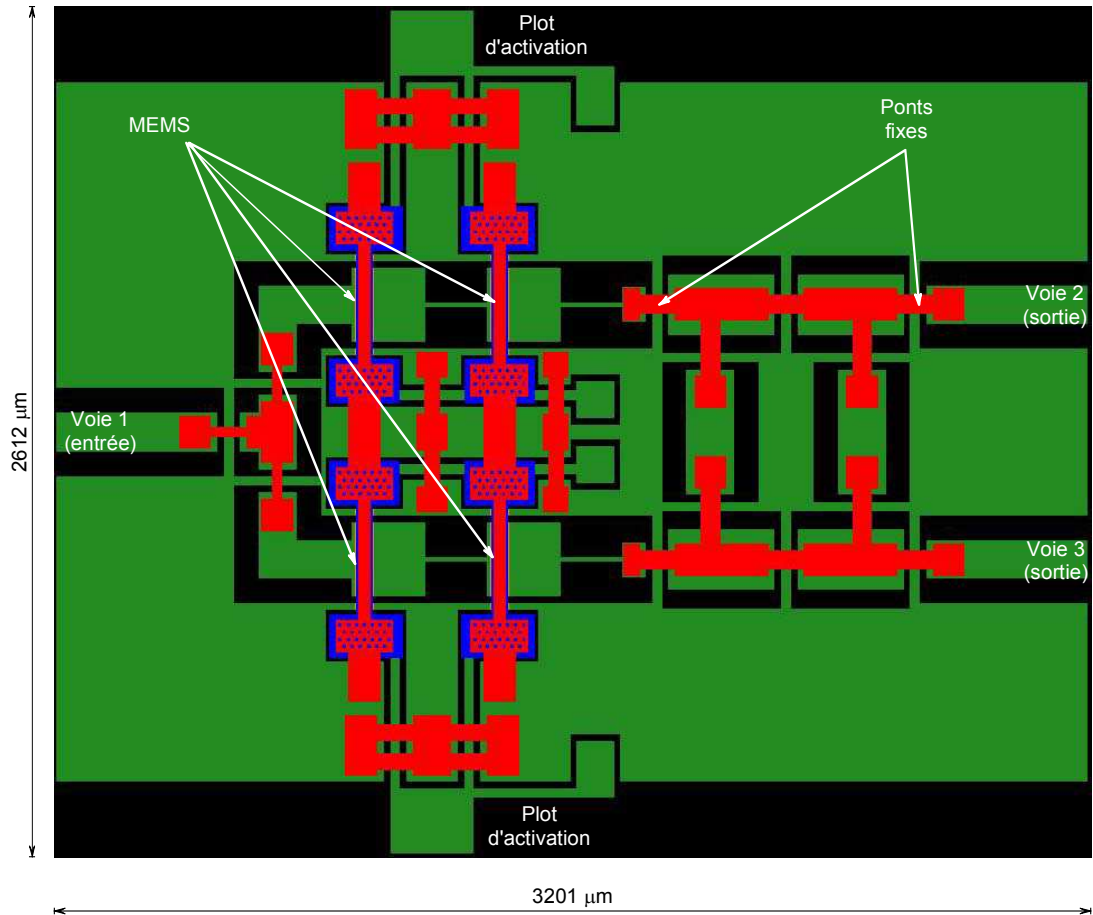 Plot
d'activation
MEMS
Ponts
fixes
Voie 2
(sortie)
Voie 1
(entrée)
2612 µm
Voie 3
(sortie)
Plot
d'activation
3201 µm